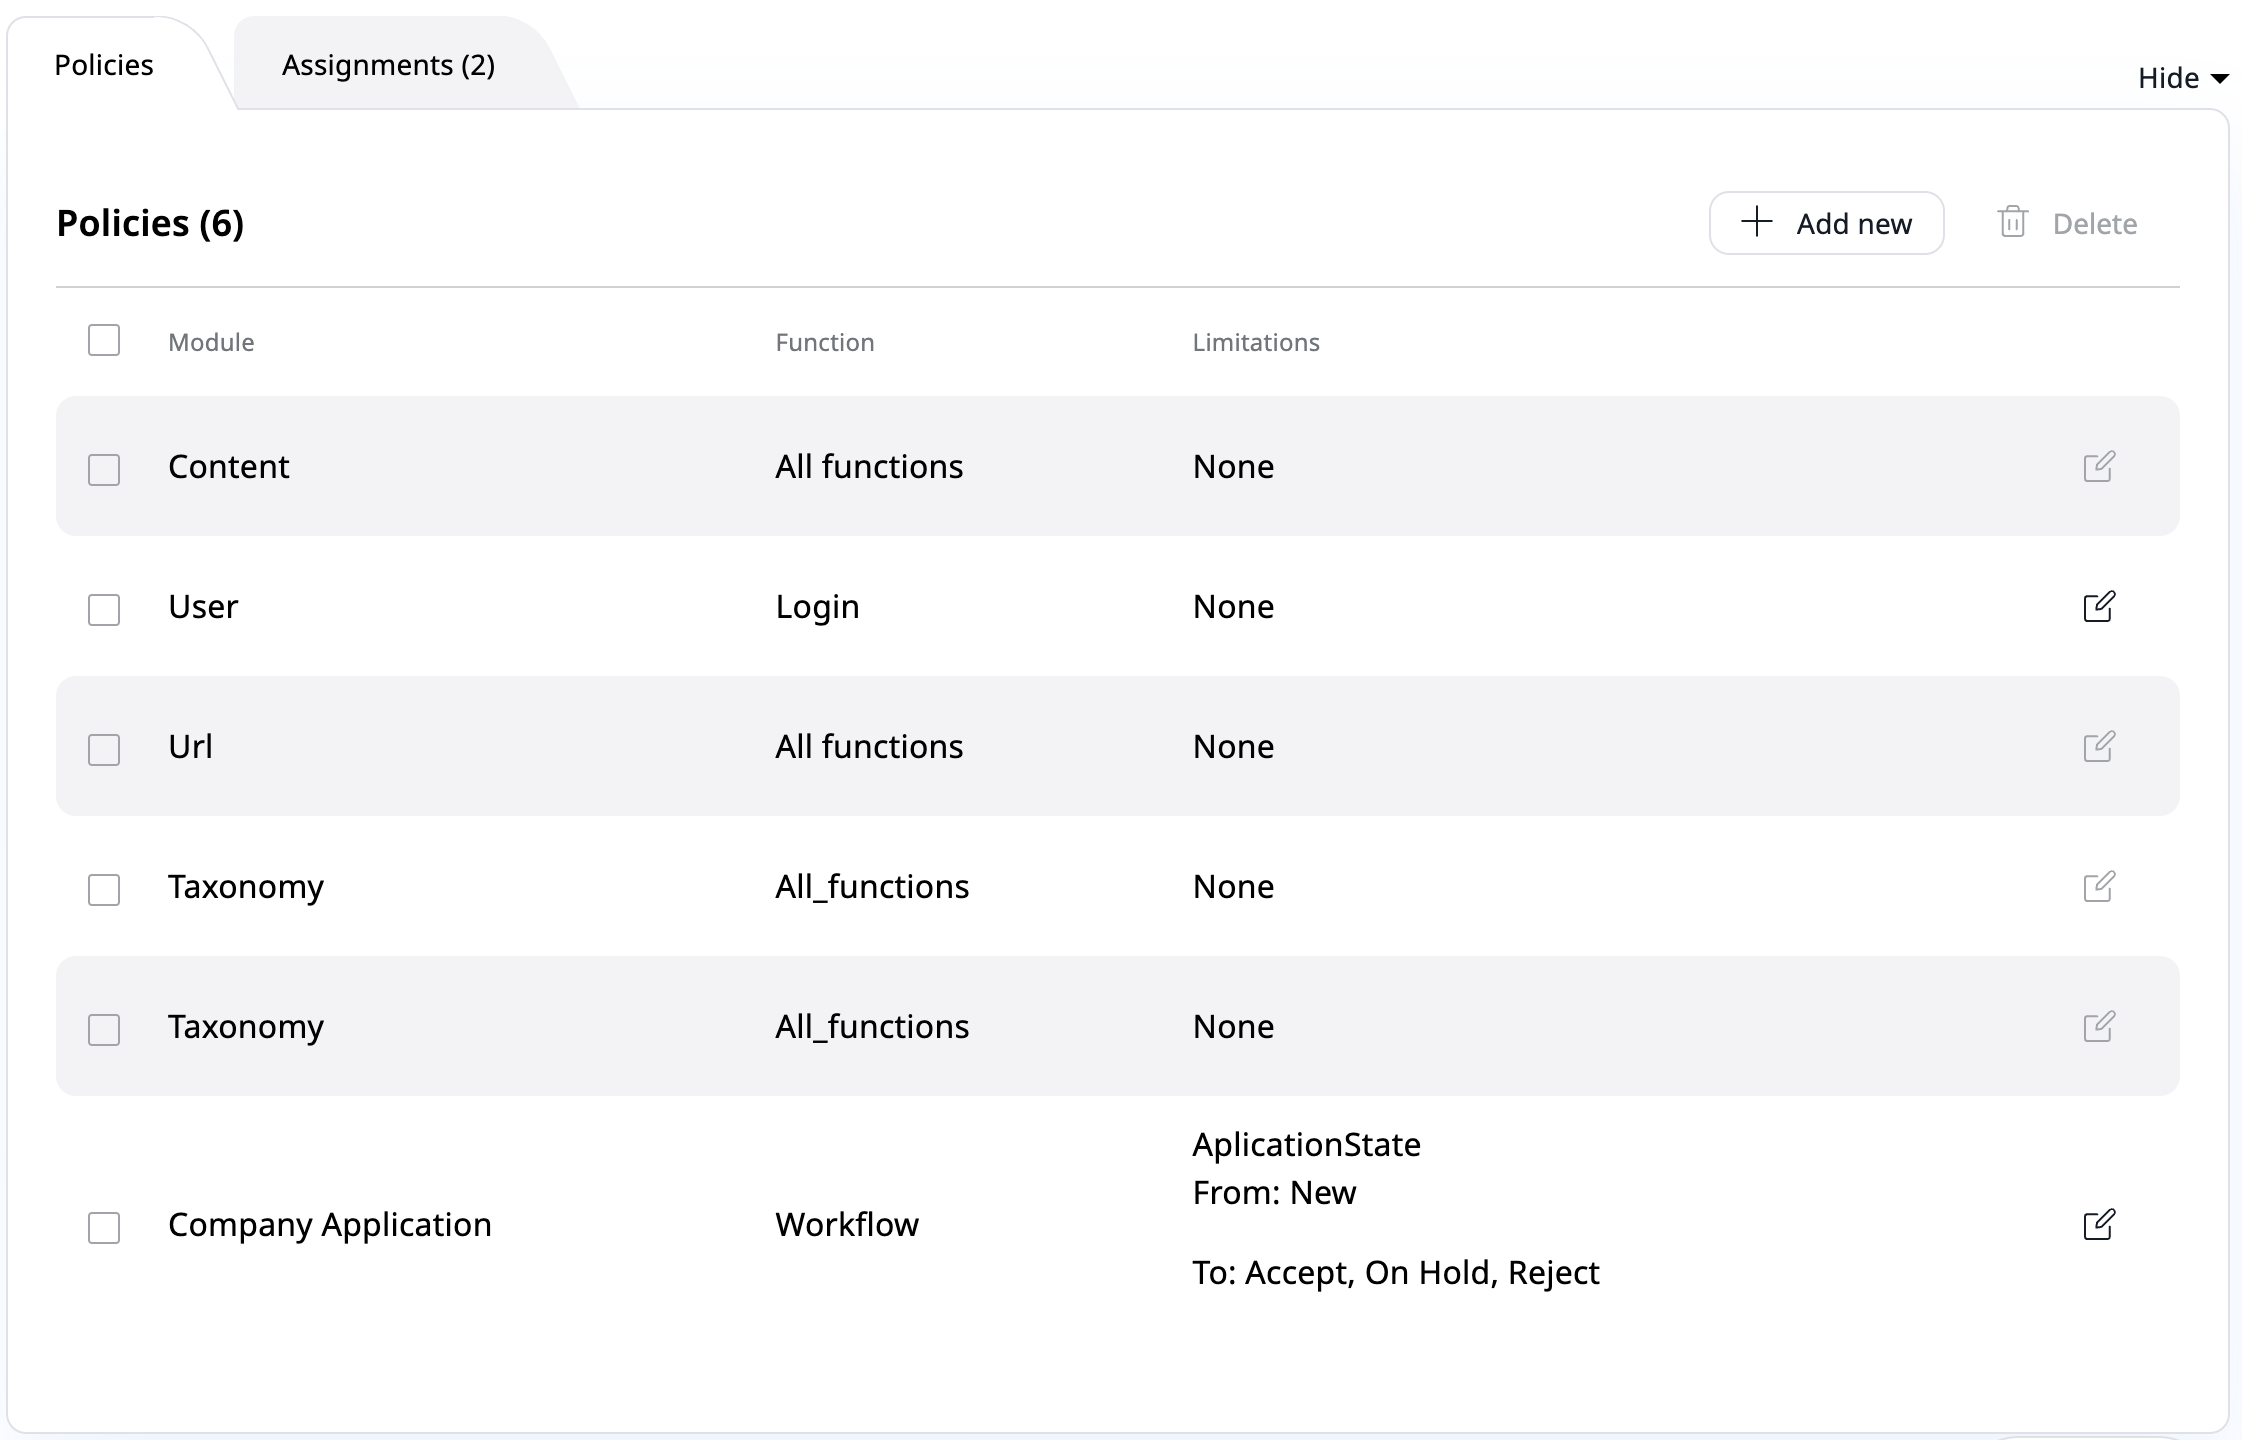 Policies
Assignments (2)
Hide
Policies (6)
Add new
Delete
Module Function Limitations
Content All functions None
User Login None
Url All functions None
Taxonomy All_functions None
Taxonomy All_functions None
Company Application Workflow
AplicationState
From: New
To: Accept, On Hold, Reject